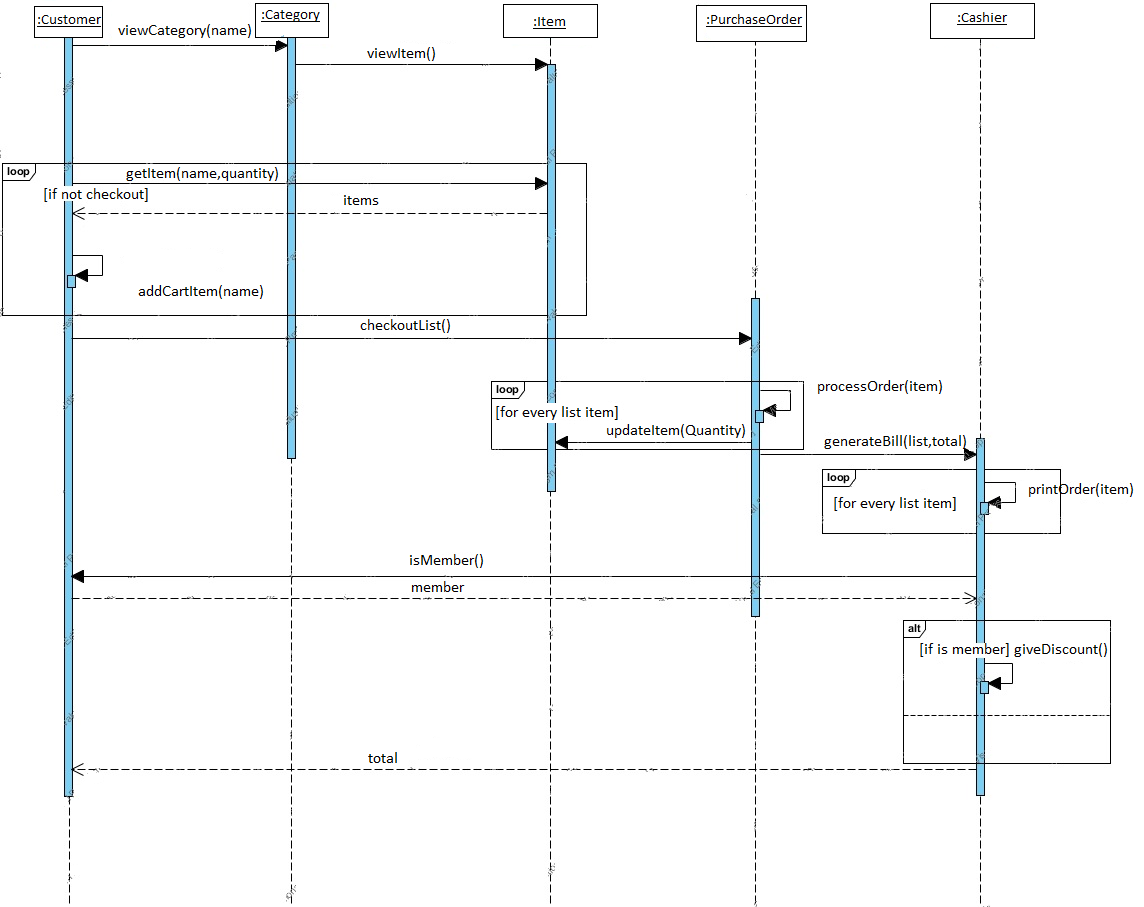 :Customer
:Category
:Item
:PurchaseOrder
:Cashier
viewCategory(name)
viewItem()
loop
getItem(name,quantity)
[if not checkout]
items
addCartItem(name)
checkoutList()
loop
processOrder(item)
[for every list item]
updateItem(Quantity)
generateBill(list,total)
loop
printOrder(item)
[for every list item]
isMember()
member
alt
[if is member] giveDiscount()
total